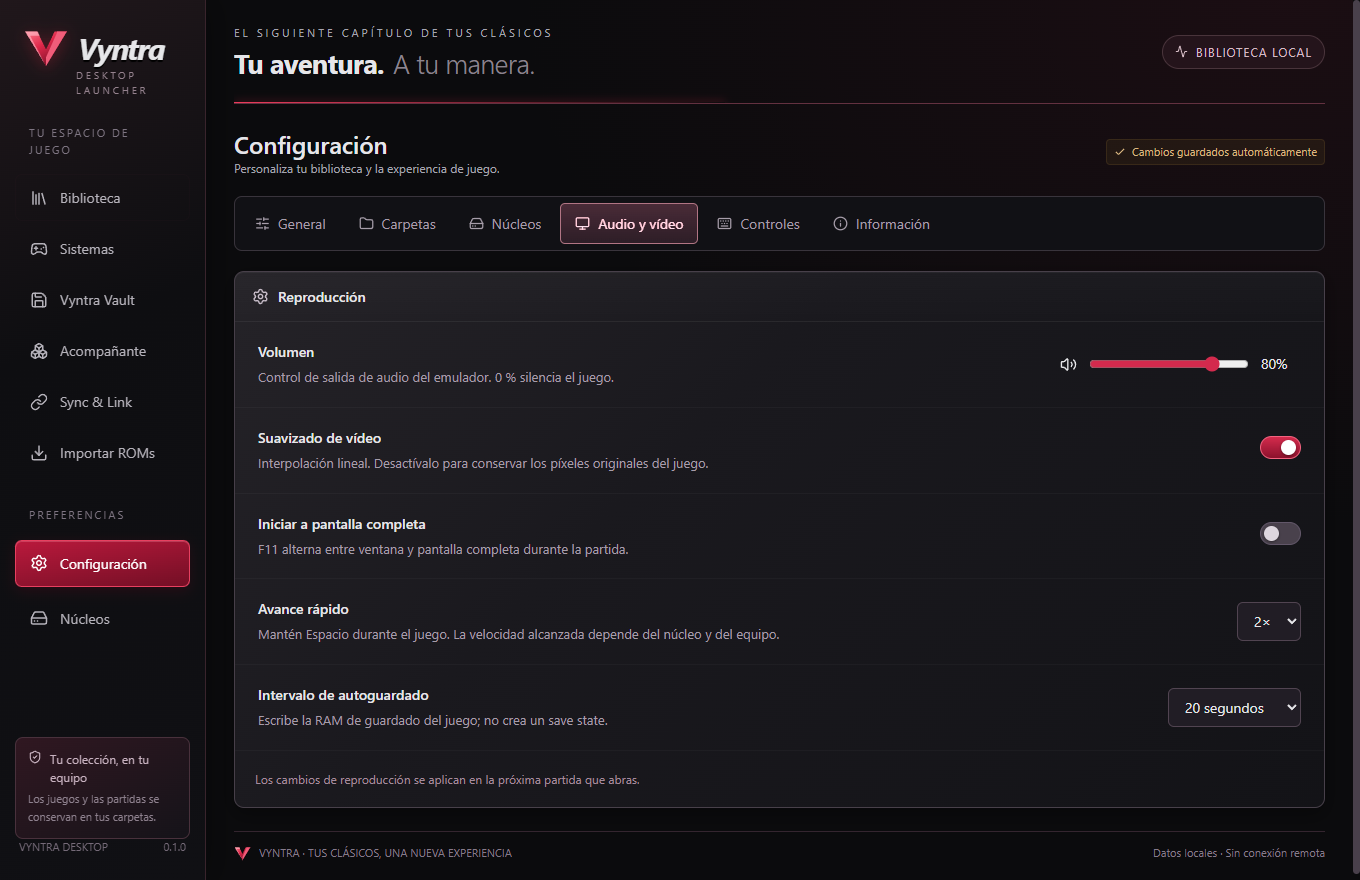 Vyntra
DESKTOP
LAUNCHER
TU ESPACIO DE
JUEGO
Biblioteca
Sistemas
Vyntra Vault
Acompañante
Sync & Link
Importar ROMs
PREFERENCIAS
Configuración
Núcleos
Tu colección, en tu
equipo
Los juegos y las partidas se
conservan en tus carpetas.
VYNTRA DESKTOP 0.1.0
EL SIGUIENTE CAPÍTULO DE TUS CLÁSICOS
Tu aventura. A tu manera.
BIBLIOTECA LOCAL
Configuración
Personaliza tu biblioteca y la experiencia de juego.
Cambios guardados automáticamente
General Carpetas Núcleos Audio y vídeo Controles Información
Reproducción
Volumen
Control de salida de audio del emulador. 0 % silencia el juego.
80%
Suavizado de vídeo
Interpolación lineal. Desactívalo para conservar los píxeles originales del juego.
Iniciar a pantalla completa
F11 alterna entre ventana y pantalla completa durante la partida.
Avance rápido
Mantén Espacio durante el juego. La velocidad alcanzada depende del núcleo y del equipo.
2×
Intervalo de autoguardado
Escribe la RAM de guardado del juego; no crea un save state.
20 segundos
Los cambios de reproducción se aplican en la próxima partida que abras.
VYNTRA · TUS CLÁSICOS, UNA NUEVA EXPERIENCIA
Datos locales · Sin conexión remota